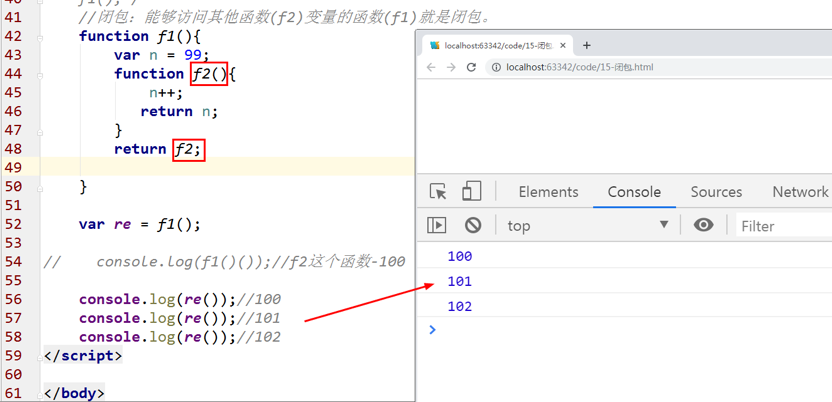 40 f1();*/
41 //闭包：能够访问其他函数(f2)变量的函数(f1)就是闭包。
42 function f1(){
43 var n = 99;
44 function f2(){
45 n++;
46 return n;
47 }
48 return f2;
49
50 }
51
52 var re = f1();
53
54 // console.log(f1()());//f2这个函数-100
55
56 console.log(re());//100
57 console.log(re());//101
58 console.log(re());//102
59 </script>
60
61 </body>
localhost:63342/code/15-闭包
localhost:63342/code/15-闭包.html
Elements Console Sources Network
top Filter
100
101
102